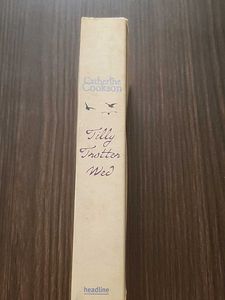 Catherine
Cookson
Tilly
Trotter
Wed
headline